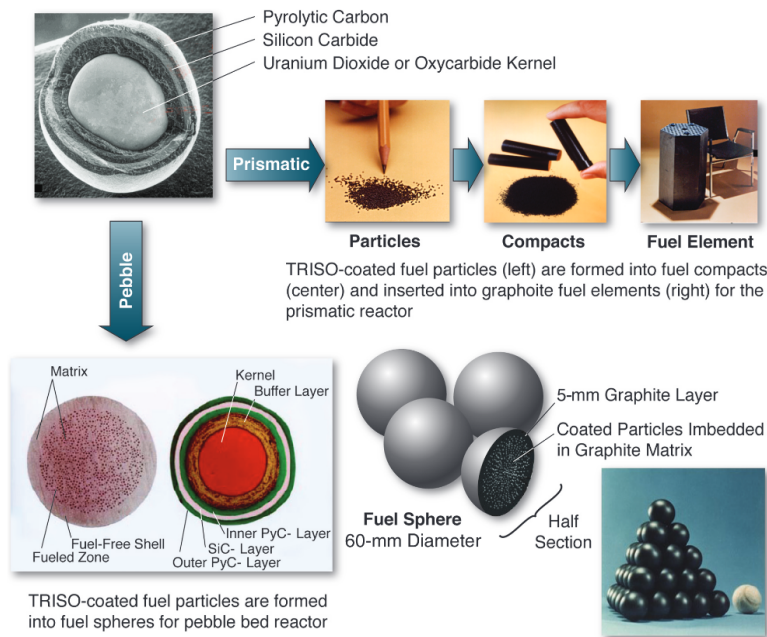 Pyrolytic Carbon
Silicon Carbide
Uranium Dioxide or Oxycarbide Kernel
Prismatic
Particles
Compacts
Fuel Element
TRISO-coated fuel particles (left) are formed into fuel compacts
(center) and inserted into graphoite fuel elements (right) for the
prismatic reactor
Pebble
Matrix
Kernel
Buffer Layer
Fuel-Free Shell
Fueled Zone
Inner PyC- Layer
SiC- Layer
Outer PyC- Layer
TRISO-coated fuel particles are formed
into fuel spheres for pebble bed reactor
5-mm Graphite Layer
Coated Particles Imbedded
in Graphite Matrix
Fuel Sphere
60-mm Diameter
Half
Section